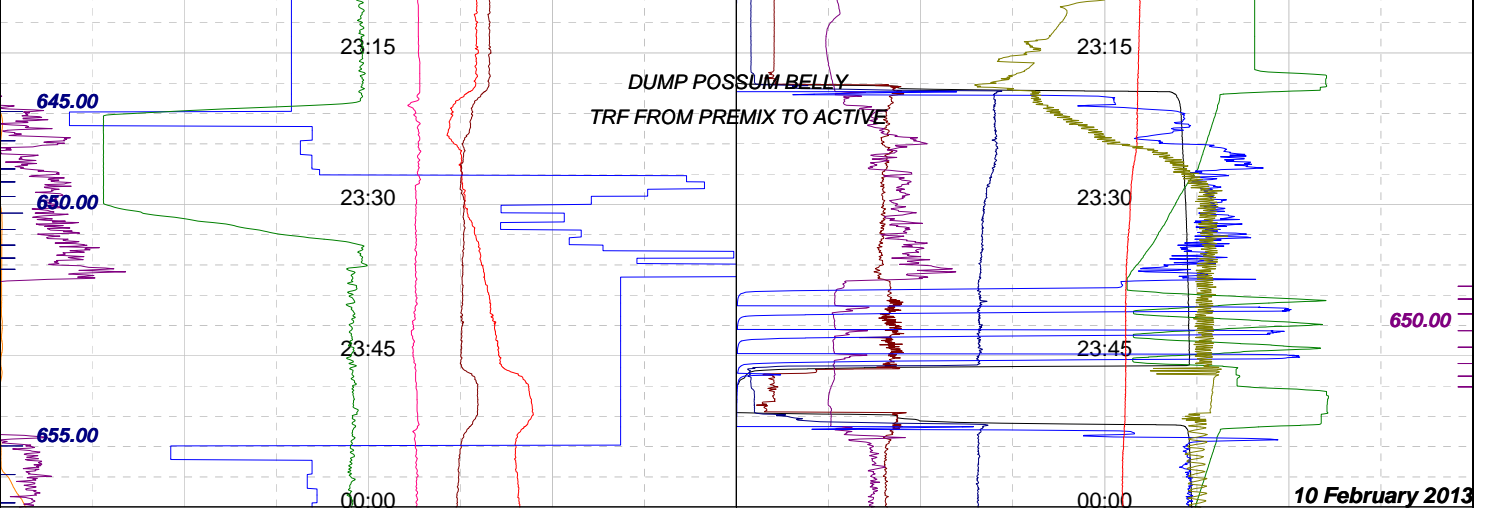 23:15 23:15
DUMP POSSUM BELLY
645.00
TRF FROM PREMIX TO ACTIVE
23:30 23:30
650.00
650.00
23:45 23:45
655.00
00:00 00:00
10 February 2013